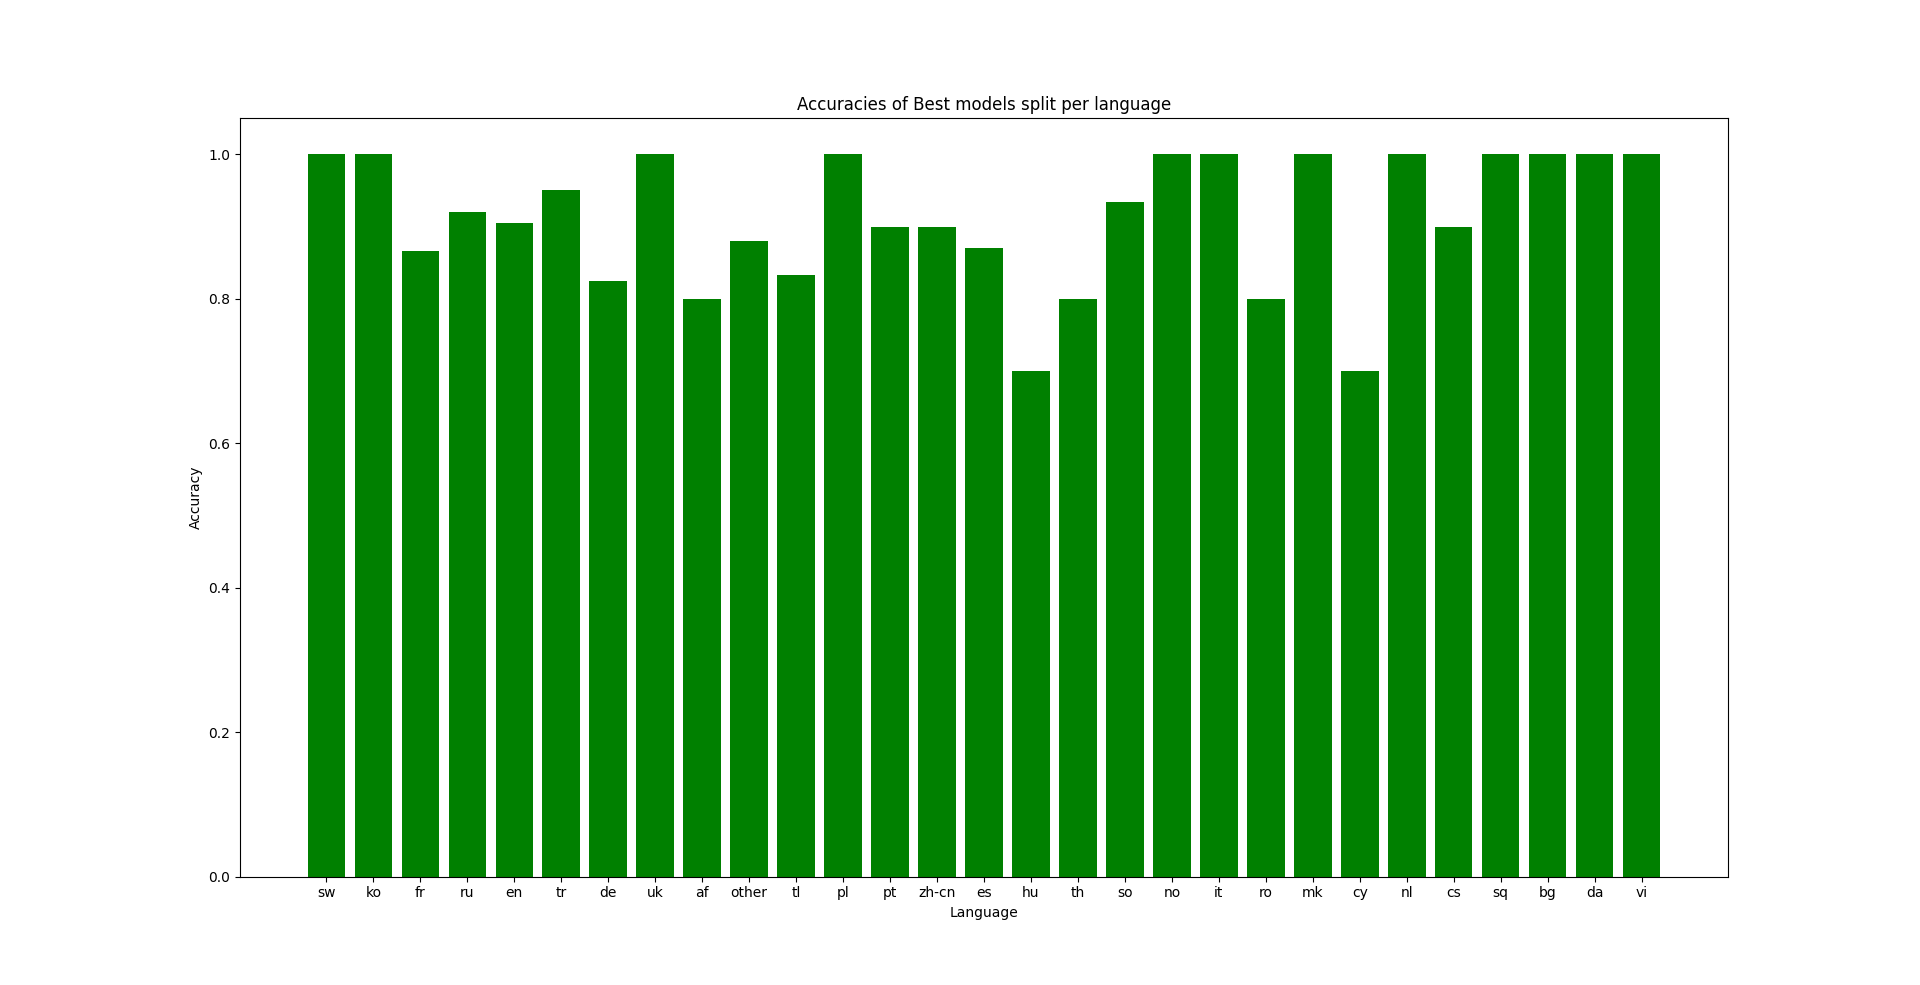 Accuracies of Best models split per language
1.0
0.8
0.6
0.4
0.2
0.0
Accuracy
sw ko fr ru en tr de uk af other tl pl pt zh-cn es hu th so no it ro mk cy nl cs sq bg da vi
Language